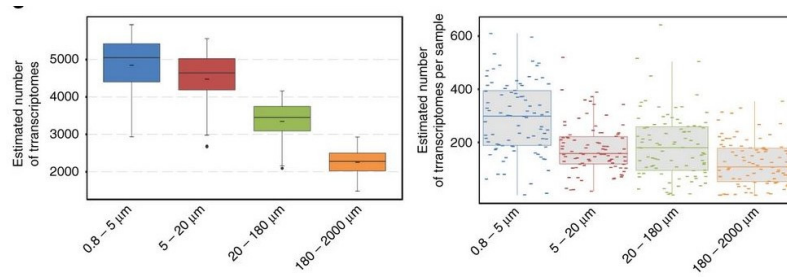 Estimated number
of transcriptomes
5000
4000
3000
2000
0.8 – 5 µm
5 – 20 µm
20 – 180 µm
180 – 2000 µm
Estimated number
of transcriptomes per sample
600
400
200
0.8 – 5 µm
5 – 20 µm
20 – 180 µm
180 – 2000 µm